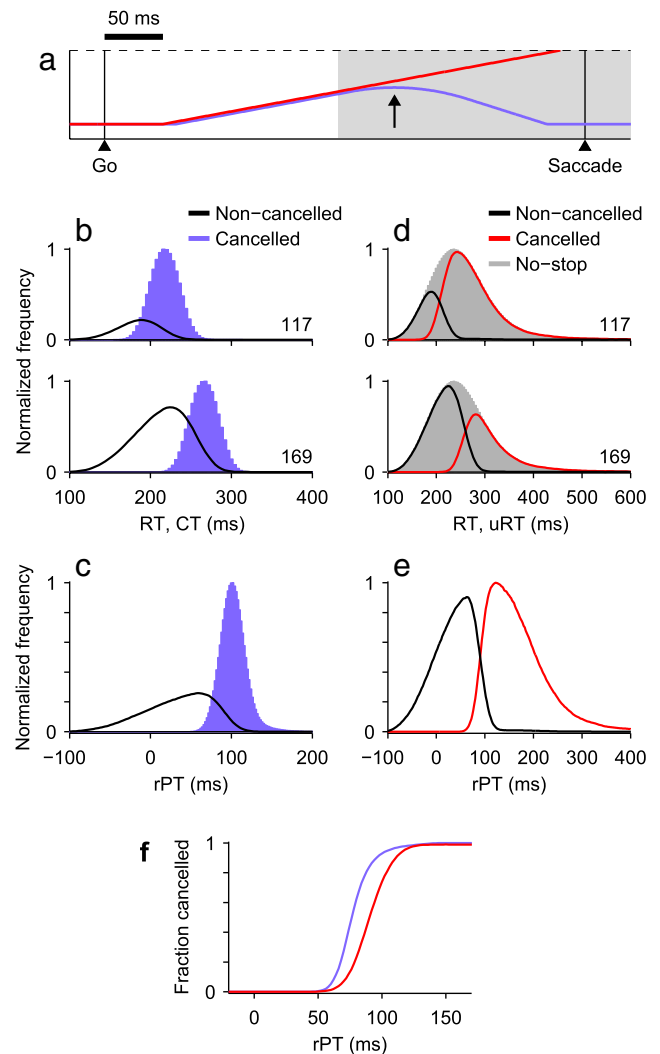 50 ms
a
Go
Saccade
b
Non−cancelled
Cancelled
Normalized frequency
1
0
117
1
0
169
100
200
300
400
RT, CT (ms)
d
Non−cancelled
Cancelled
No−stop
1
0
117
1
0
169
100
200
300
400
500
600
RT, uRT (ms)
c
Normalized frequency
1
0
−100
0
100
200
rPT (ms)
e
1
0
−100
0
100
200
300
400
rPT (ms)
f
Fraction cancelled
1
0
0
50
100
150
rPT (ms)